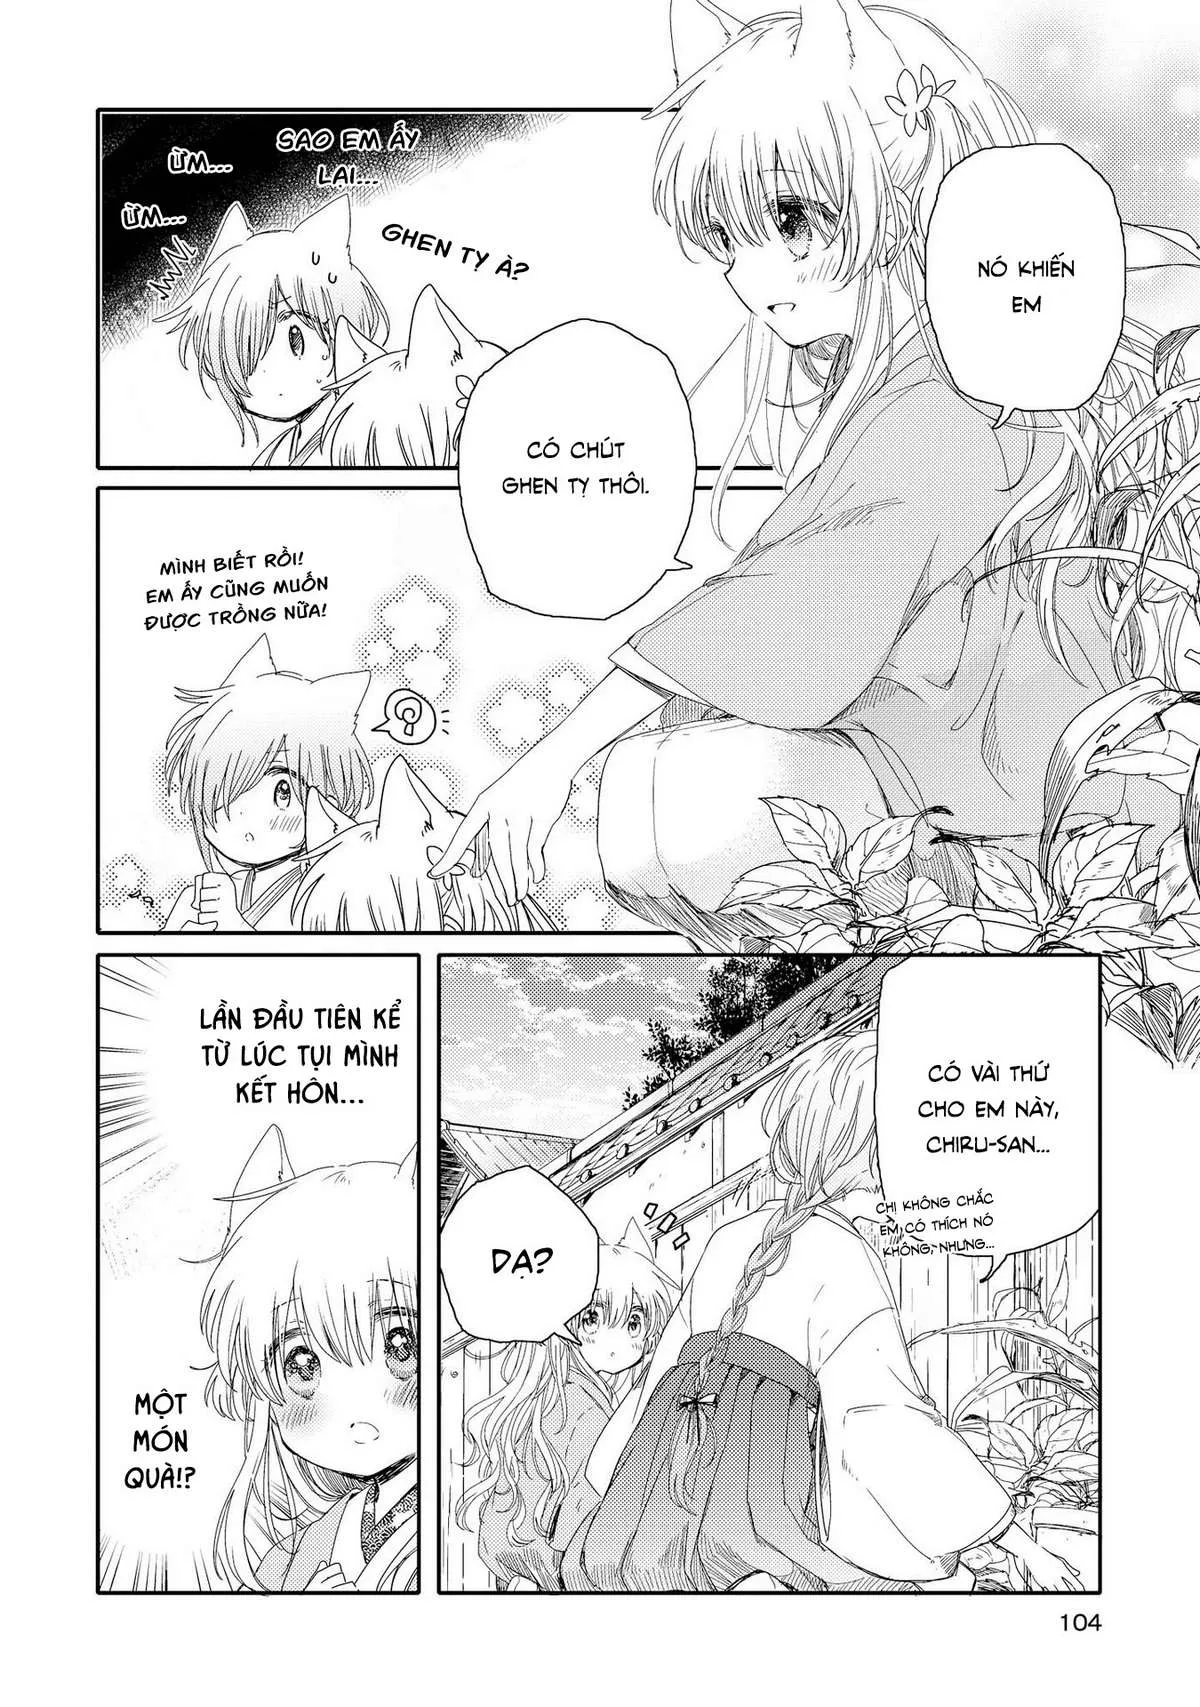 NÓ KHIẾN
EM
CÓ CHÚT
GHEN TỴ THÔI.
SAO EM ẤY
LẠI...
ỪM...
ỪM...
GHEN TỴ À?
MÌNH BIẾT RỒI!
EM ẤY CŨNG MUỐN
ĐƯỢC TRỒNG NỮA!
CÓ VÀI THỨ
CHO EM NÀY,
CHIRU-SAN...
CHỊ KHÔNG CHẮC
EM CÓ THÍCH NÓ
KHÔNG, NHƯNG...
DẠ?
LẦN ĐẦU TIÊN KỂ
TỪ LÚC TỤI MÌNH
KẾT HÔN...
MỘT
MÓN
QUÀ!?
104